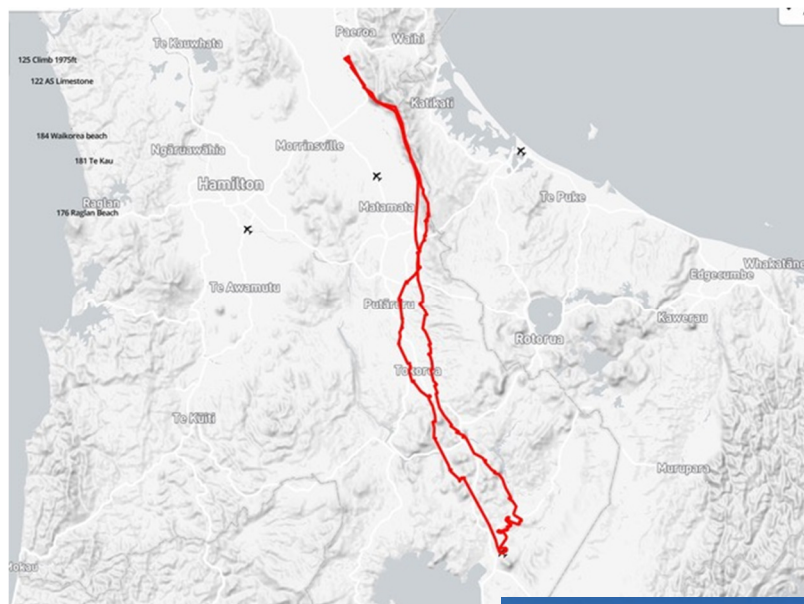 Paeroa
Te Kauwhata
Waihi
125 Climb 1975ft
122 AS Limestone
Katikati
184 Waikorea beach
Morrinsville
Ngāruawāhia
181 Te Kau
Hamilton
Raglan
Te Puke
Matamata
176 Raglan Beach
Whakatāne
Edgecumbe
Te Awamutu
Putāruru
Kawerau
Rotorua
Tokoroa
Te Kūiti
Murupara
Mokau